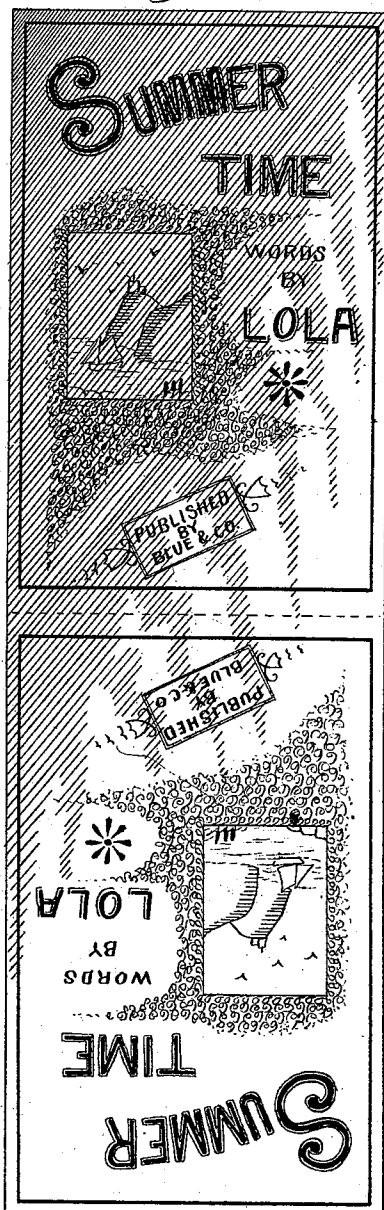 SUMMER
TIME
WORDS
BY
LOLA
PUBLISHED
BY
BLUE & CO.
PUBLISHED
BY
BLUE & CO
LOLA
BY
WORDS
TIME
SUMMER